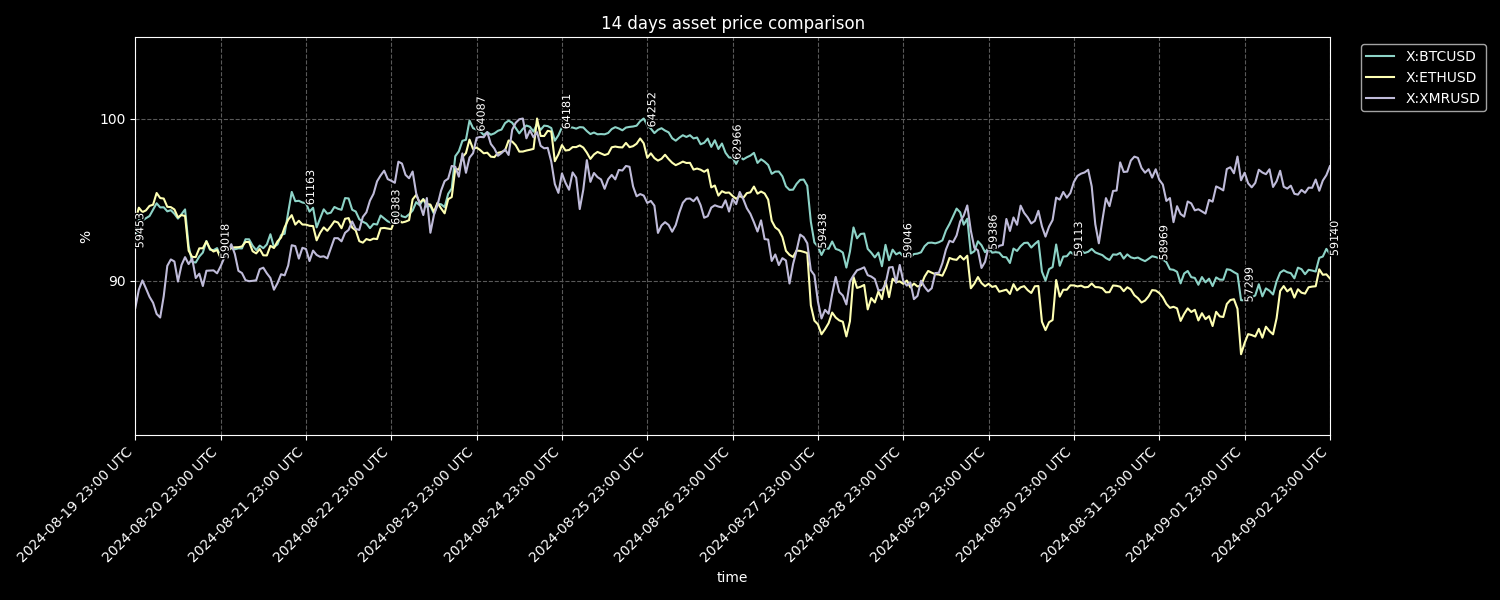 14 days asset price comparison
X:BTCUSD
X:ETHUSD
X:XMRUSD
100
90
%
59453
59018
61163
60383
64087
64181
64252
62966
59438
59046
59386
59113
58969
57299
59140
2024-08-19 23:00 UTC
2024-08-20 23:00 UTC
2024-08-21 23:00 UTC
2024-08-22 23:00 UTC
2024-08-23 23:00 UTC
2024-08-24 23:00 UTC
2024-08-25 23:00 UTC
2024-08-26 23:00 UTC
2024-08-27 23:00 UTC
2024-08-28 23:00 UTC
2024-08-29 23:00 UTC
2024-08-30 23:00 UTC
2024-08-31 23:00 UTC
2024-09-01 23:00 UTC
2024-09-02 23:00 UTC
time